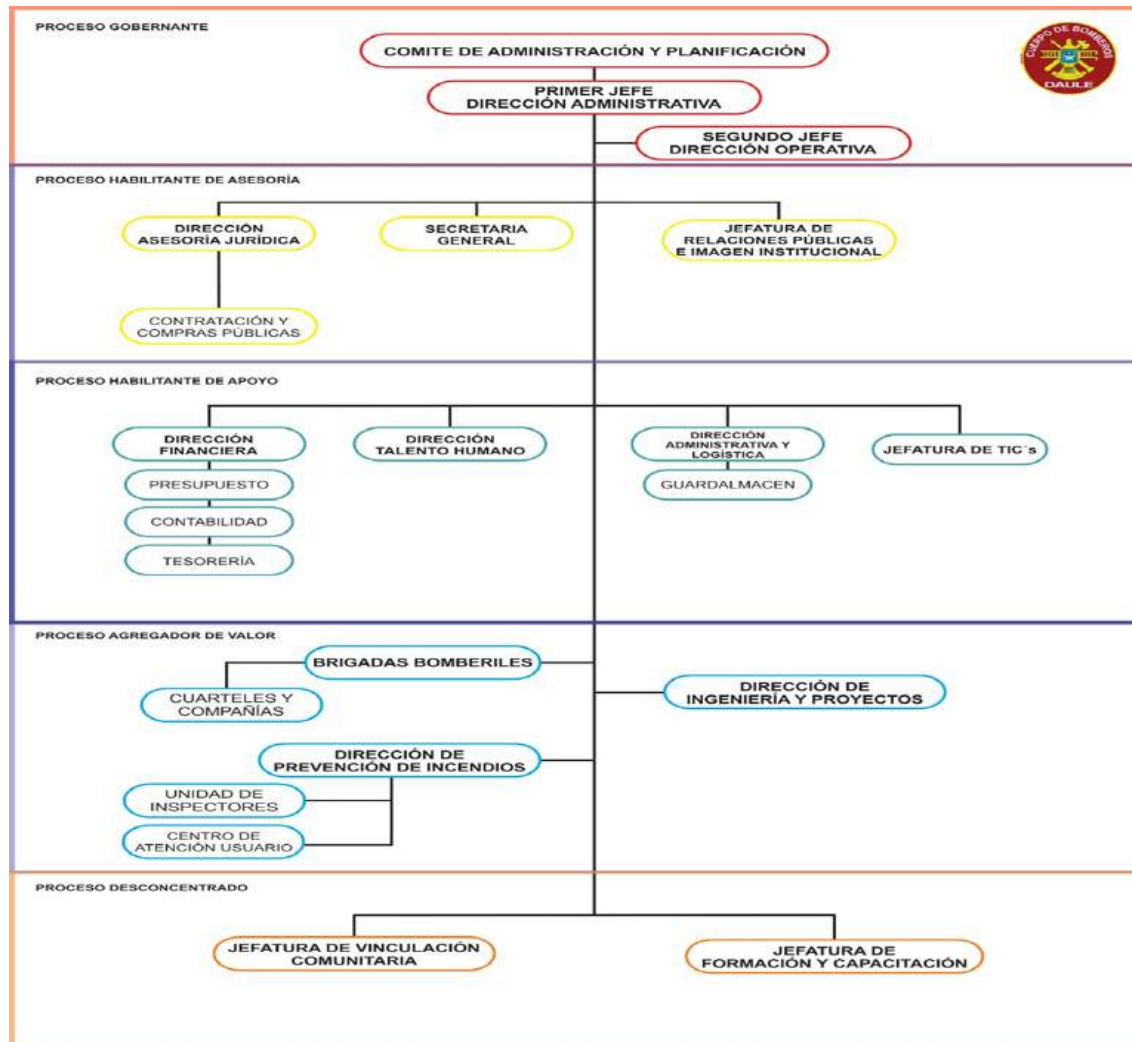 PROCESO GOBERNANTE
COMITE DE ADMINISTRACIÓN Y PLANIFICACIÓN
CUERPO DE BOMBEROS
DAULE
PRIMER JEFE
DIRECCIÓN ADMINISTRATIVA
SEGUNDO JEFE
DIRECCIÓN OPERATIVA
PROCESO HABILITANTE DE ASESORÍA
DIRECCIÓN
ASESORÍA JURÍDICA
SECRETARIA
GENERAL
JEFATURA DE
RELACIONES PÚBLICAS
E IMAGEN INSTITUCIONAL
CONTRATACIÓN Y
COMPRAS PÚBLICAS
PROCESO HABILITANTE DE APOYO
DIRECCIÓN
FINANCIERA
DIRECCIÓN
TALENTO HUMANO
DIRECCIÓN
ADMINISTRATIVA Y
LOGÍSTICA
JEFATURA DE TIC´s
PRESUPUESTO
GUARDALMACEN
CONTABILIDAD
TESORERÍA
PROCESO AGREGADOR DE VALOR
BRIGADAS BOMBERILES
CUARTELES Y
COMPAÑÍAS
DIRECCIÓN DE
INGENIERÍA Y PROYECTOS
DIRECCIÓN DE
PREVENCIÓN DE INCENDIOS
UNIDAD DE
INSPECTORES
CENTRO DE
ATENCIÓN USUARIO
PROCESO DESCONCENTRADO
JEFATURA DE VINCULACIÓN
COMUNITARIA
JEFATURA DE
FORMACIÓN Y CAPACITACIÓN